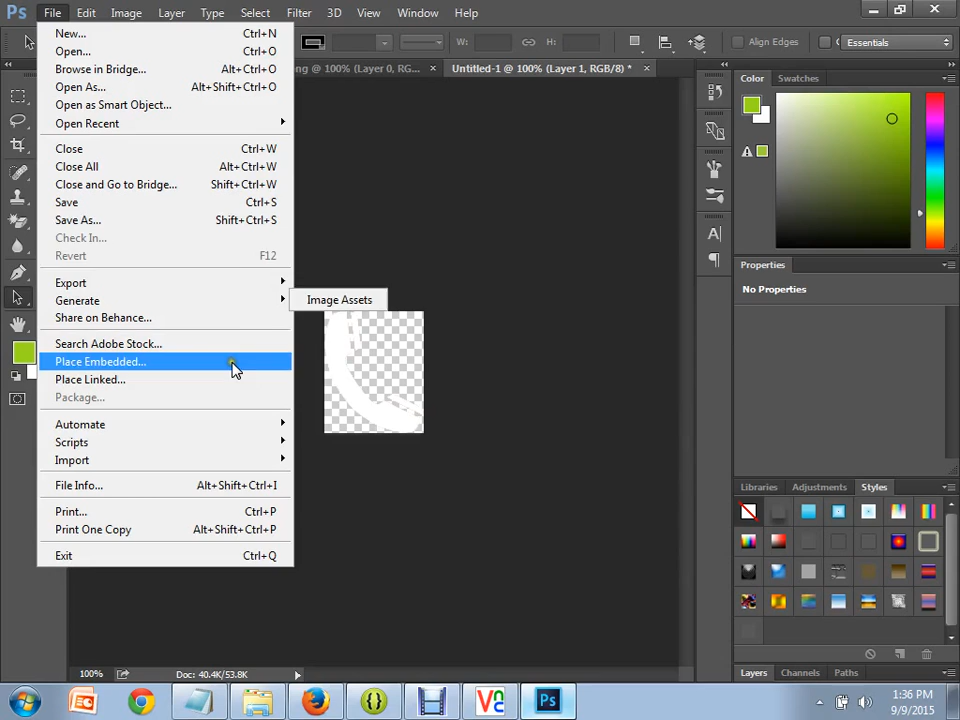 Ps File Edit Image Layer Type Select Filter 3D View Window Help
W: H: Align Edges Essentials
ng @ 100% (Layer 0, RG... × Untitled-1 @ 100% (Layer 1, RGB/8) * ×
New... Ctrl+N
Open... Ctrl+O
Browse in Bridge... Alt+Ctrl+O
Open As... Alt+Shift+Ctrl+O
Open as Smart Object...
Open Recent
Close Ctrl+W
Close All Alt+Ctrl+W
Close and Go to Bridge... Shift+Ctrl+W
Save Ctrl+S
Save As... Shift+Ctrl+S
Check In...
Revert F12
Export
Generate
Image Assets
Share on Behance...
Search Adobe Stock...
Place Embedded...
Place Linked...
Package...
Automate
Scripts
Import
File Info... Alt+Shift+Ctrl+I
Print... Ctrl+P
Print One Copy Alt+Shift+Ctrl+P
Exit Ctrl+Q
Color Swatches
Properties
No Properties
Libraries Adjustments Styles
Layers Channels Paths
100% Doc: 40.4K/53.8K
Ps
1:36 PM
9/9/2015